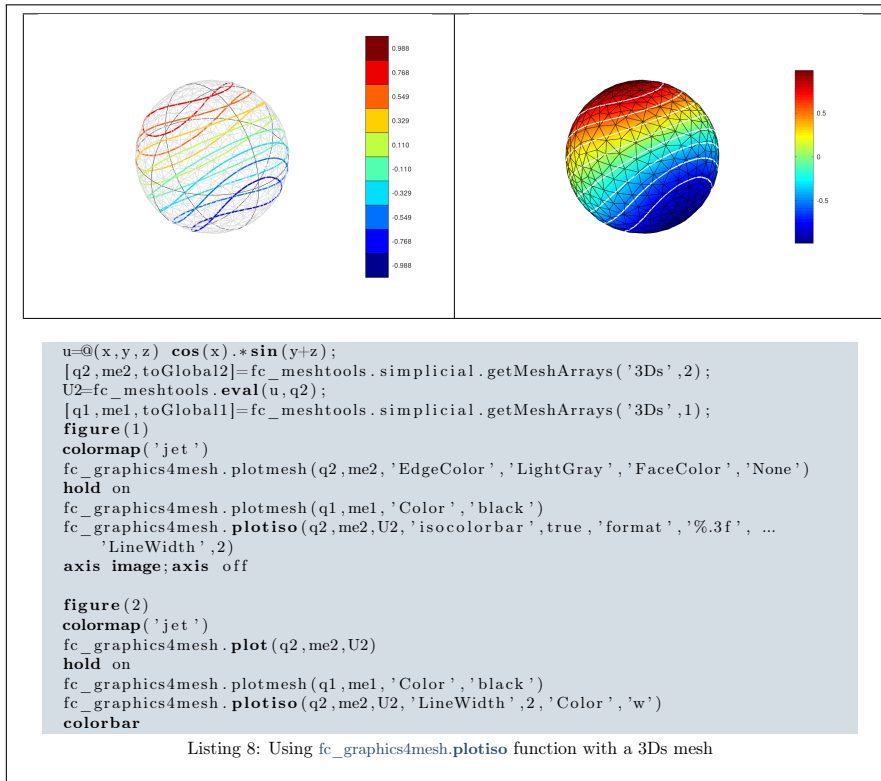 0.988
0.768
0.549
0.329
0.110
-0.110
-0.329
-0.549
-0.768
-0.988
0.5
0
-0.5
u=@(x,y,z) cos(x).*sin(y+z);
[q2,me2,toGlobal2]=fc_meshtools.simplicial.getMeshArrays('3Ds',2);
U2=fc_meshtools.eval(u,q2);
[q1,me1,toGlobal1]=fc_meshtools.simplicial.getMeshArrays('3Ds',1);
figure(1)
colormap('jet')
fc_graphics4mesh.plotmesh(q2,me2,'EdgeColor','LightGray','FaceColor','None')
hold on
fc_graphics4mesh.plotmesh(q1,me1,'Color','black')
fc_graphics4mesh.plotiso(q2,me2,U2,'isocolorbar',true,'format','%.3f', ...
'LineWidth',2)
axis image;axis off
figure(2)
colormap('jet')
fc_graphics4mesh.plot(q2,me2,U2)
hold on
fc_graphics4mesh.plotmesh(q1,me1,'Color','black')
fc_graphics4mesh.plotiso(q2,me2,U2,'LineWidth',2,'Color','w')
colorbar
Listing 8: Using fc_graphics4mesh.plotiso function with a 3Ds mesh